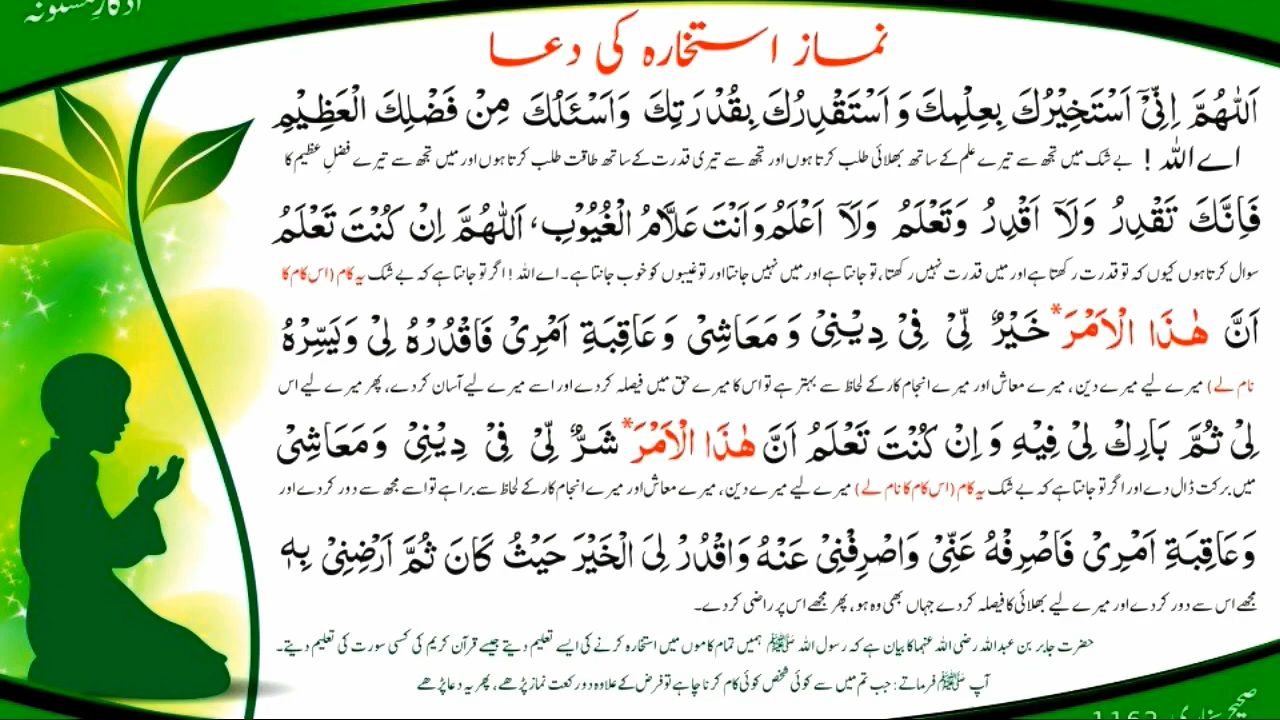 اذکارِ مسنونہ
نماز استخارہ کی دعا
اَللّٰهُمَّ اِنِّیْٓ اَسْتَخِيْرُكَ بِعِلْمِكَ وَ اَسْتَقْدِرُكَ بِقُدْرَتِكَ وَاَسْئَلُكَ مِنْ فَضْلِكَ الْعَظِيْمِ
اے اللہ ! بے شک میں تجھ سے تیرے علم کے ساتھ بھلائی طلب کرتا ہوں اور تجھ سے تیری قدرت کے ساتھ طاقت طلب کرتا ہوں اور میں تجھ سے تیرے فضلِ عظیم کا
فَاِنَّكَ تَقْدِرُ وَلَآ اَقْدِرُ وَتَعْلَمُ وَلَآ اَعْلَمُ وَاَنْتَ عَلَّامُ الْغُيُوْبِ، اَللّٰهُمَّ اِنْ كُنْتَ تَعْلَمُ
سوال کرتا ہوں کیوں کہ تو قدرت رکھتا ہے اور میں قدرت نہیں رکھتا، تو جانتا ہے اور میں نہیں جانتا اور تو غیبوں کو خوب جانتا ہے۔ اے اللہ ! اگر تو جانتا ہے کہ بے شک یہ کام (اس کام کا
اَنَّ هٰذَا الْاَمْرَ* خَيْرٌ لِّیْ فِیْ دِيْنِیْ وَ مَعَاشِیْ وَعَاقِبَةِ اَمْرِیْ فَاقْدُرْهُ لِیْ وَيَسِّرْهُ
نام لے) میرے لیے میرے دین، میرے معاش اور میرے انجام کار کے لحاظ سے بہتر ہے تو اس کا میرے حق میں فیصلہ کر دے اور اسے میرے لیے آسان کر دے، پھر میرے لیے اس
لِیْ ثُمَّ بَارِكْ لِیْ فِيْهِ وَاِنْ كُنْتَ تَعْلَمُ اَنَّ هٰذَا الْاَمْرَ* شَرٌّ لِّیْ فِیْ دِيْنِیْ وَمَعَاشِیْ
میں برکت ڈال دے اور اگر تو جانتا ہے کہ بے شک یہ کام (اس کام کا نام لے) میرے لیے میرے دین، میرے معاش اور میرے انجام کار کے لحاظ سے برا ہے تو اسے مجھ سے دور کر دے اور
وَعَاقِبَةِ اَمْرِیْ فَاصْرِفْهُ عَنِّیْ وَاصْرِفْنِیْ عَنْهُ وَاقْدُرْ لِیَ الْخَيْرَ حَيْثُ كَانَ ثُمَّ اَرْضِنِیْ بِهٖ
مجھے اس سے دور کر دے اور میرے لیے بھلائی کا فیصلہ کر دے جہاں بھی وہ ہو، پھر مجھے اس پر راضی کر دے۔
حضرت جابر بن عبداللہ رضی اللہ عنہما کا بیان ہے کہ رسول اللہ ﷺ ہمیں تمام کاموں میں استخارہ کرنے کی ایسے تعلیم دیتے جیسے قرآن کریم کی کسی سورت کی تعلیم دیتے۔
آپ ﷺ فرماتے: جب تم میں سے کوئی شخص کوئی کام کرنا چاہے تو فرض کے علاوہ دو رکعت نماز پڑھے، پھر یہ دعا پڑھے
صحیح بخاری 1162